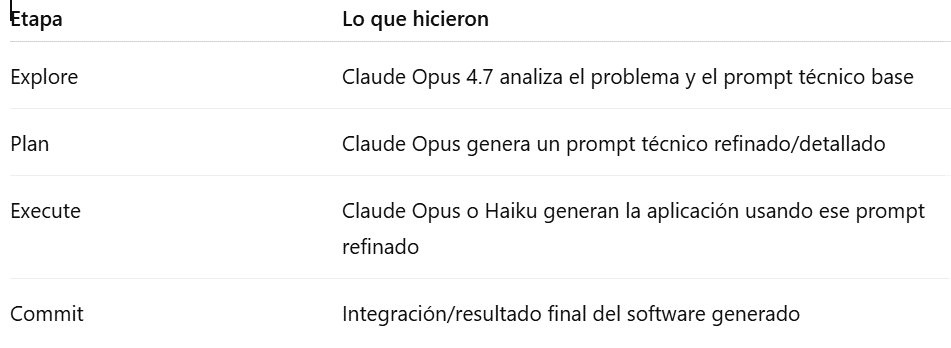 Etapa Lo que hicieron
Explore Claude Opus 4.7 analiza el problema y el prompt técnico base
Plan Claude Opus genera un prompt técnico refinado/detallado
Execute Claude Opus o Haiku generan la aplicación usando ese prompt
refinado
Commit Integración/resultado final del software generado